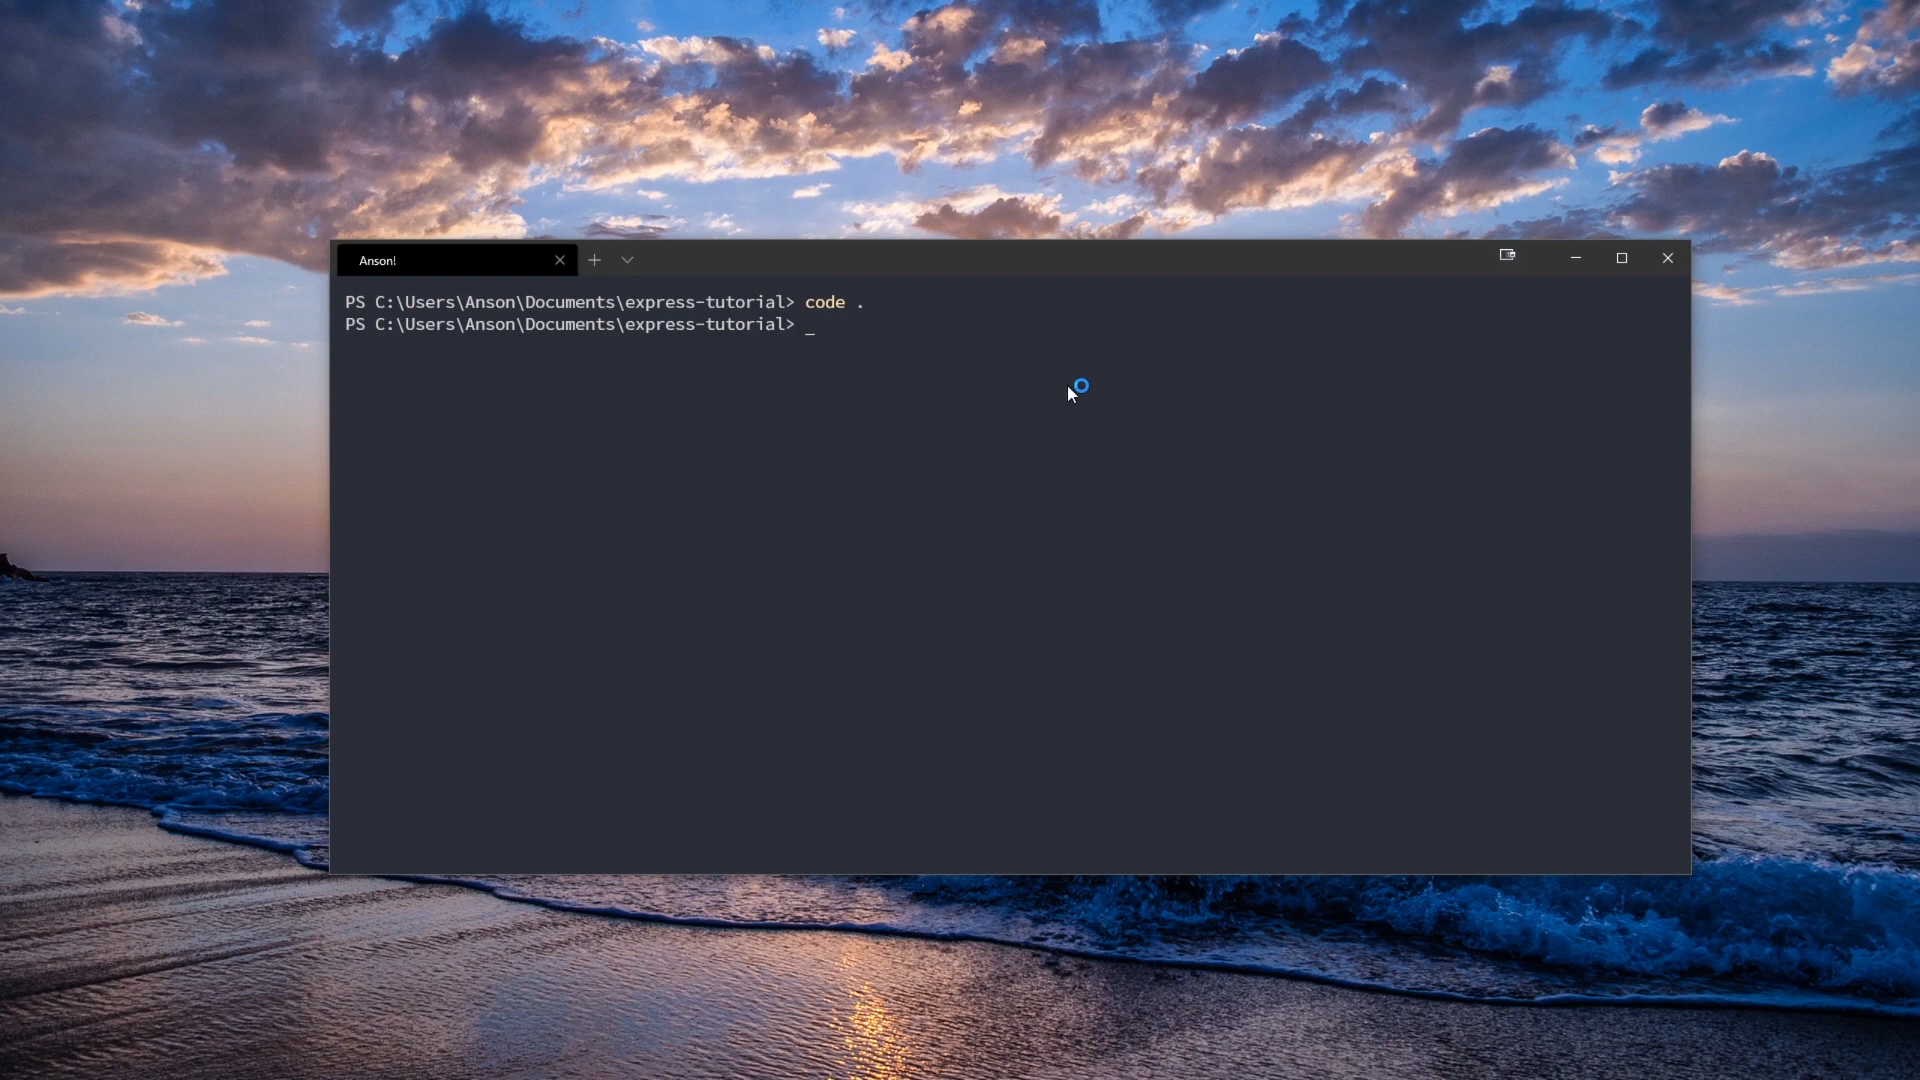 Anson!
PS C:\Users\Anson\Documents\express-tutorial> code .
PS C:\Users\Anson\Documents\express-tutorial> _